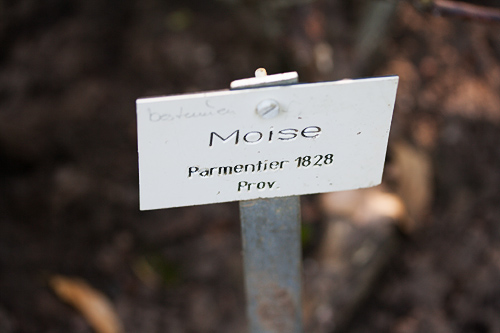 Moise
Parmentier 1828
Prov.